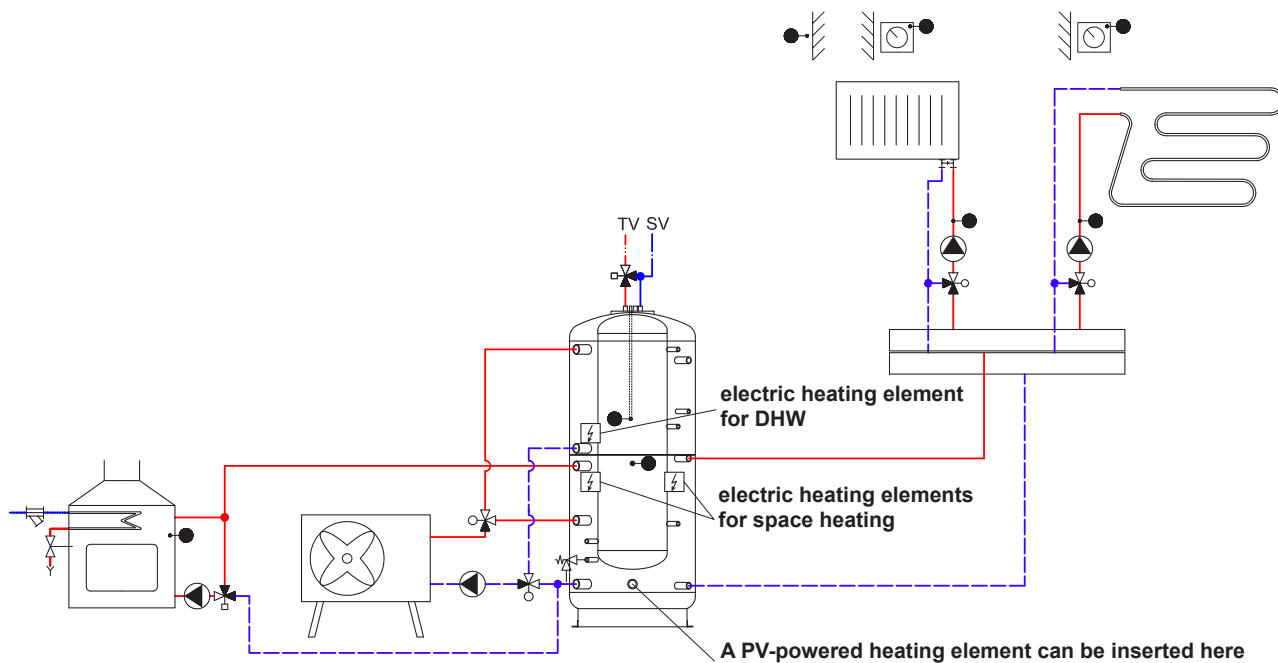 TV SV
electric heating element
for DHW
electric heating elements
for space heating
A PV-powered heating element can be inserted here